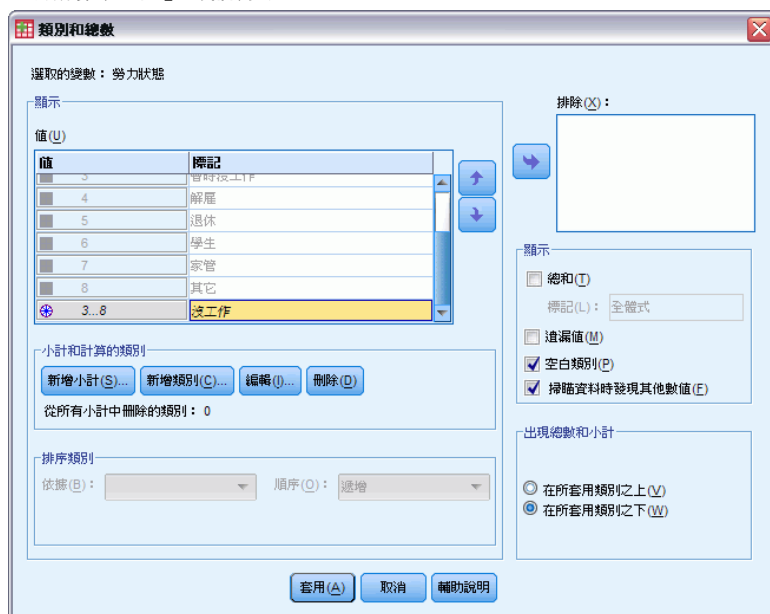 類別和總數
選取的變數： 勞力狀態
顯示
值(U)
值 標記
3 暫時沒工作
4 解雇
5 退休
6 學生
7 家管
8 其它
3...8 沒工作
小計和計算的類別
新增小計(S)... 新增類別(C)... 編輯(I)... 刪除(D)
從所有小計中刪除的類別： 0
排序類別
依據(B)： 順序(O)： 遞增
排除(X)：
顯示
總和(T)
標記(L)： 全體式
遺漏值(M)
空白類別(P)
掃瞄資料時發現其他數值(F)
出現總數和小計
在所套用類別之上(V)
在所套用類別之下(W)
套用(A) 取消 輔助說明